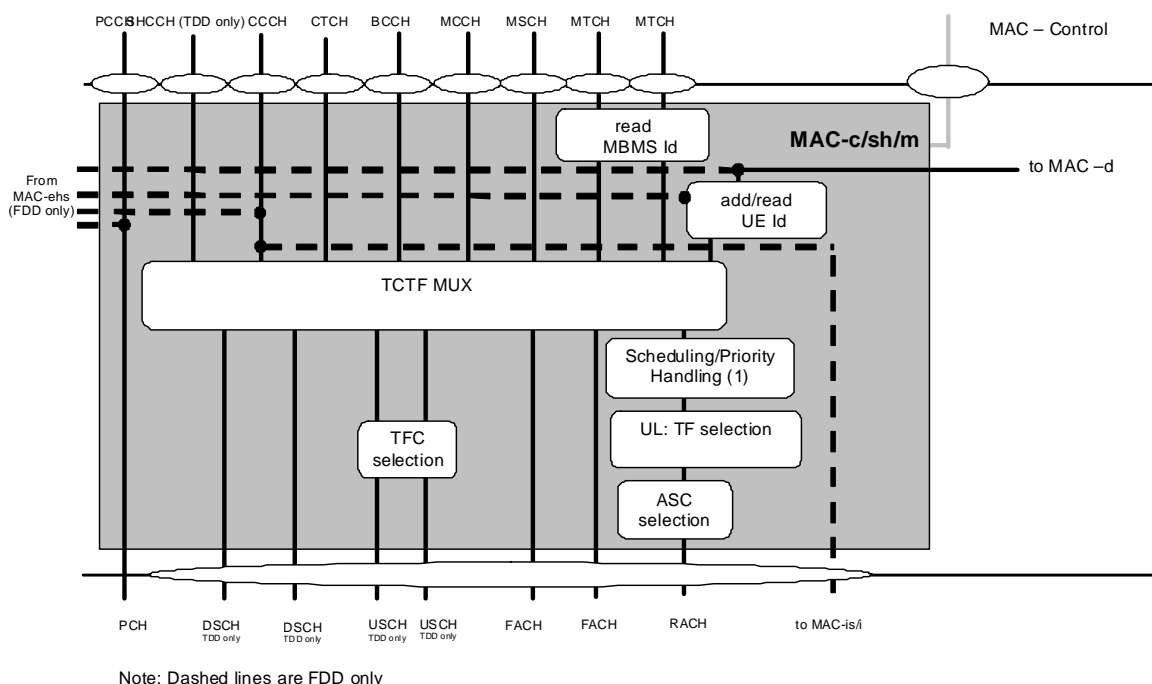 PCCH SHCCH (TDD only) CCCH CTCH BCCH MCCH MSCH MTCH MTCH
MAC – Control
read
MBMS Id
MAC-c/sh/m
to MAC –d
From
MAC-ehs
(FDD only)
add/read
UE Id
TCTF MUX
Scheduling/Priority
Handling (1)
UL: TF selection
TFC
selection
ASC
selection
PCH DSCH DSCH USCH USCH FACH FACH RACH to MAC-is/i
TDD only TDD only TDD only TDD only
Note: Dashed lines are FDD only